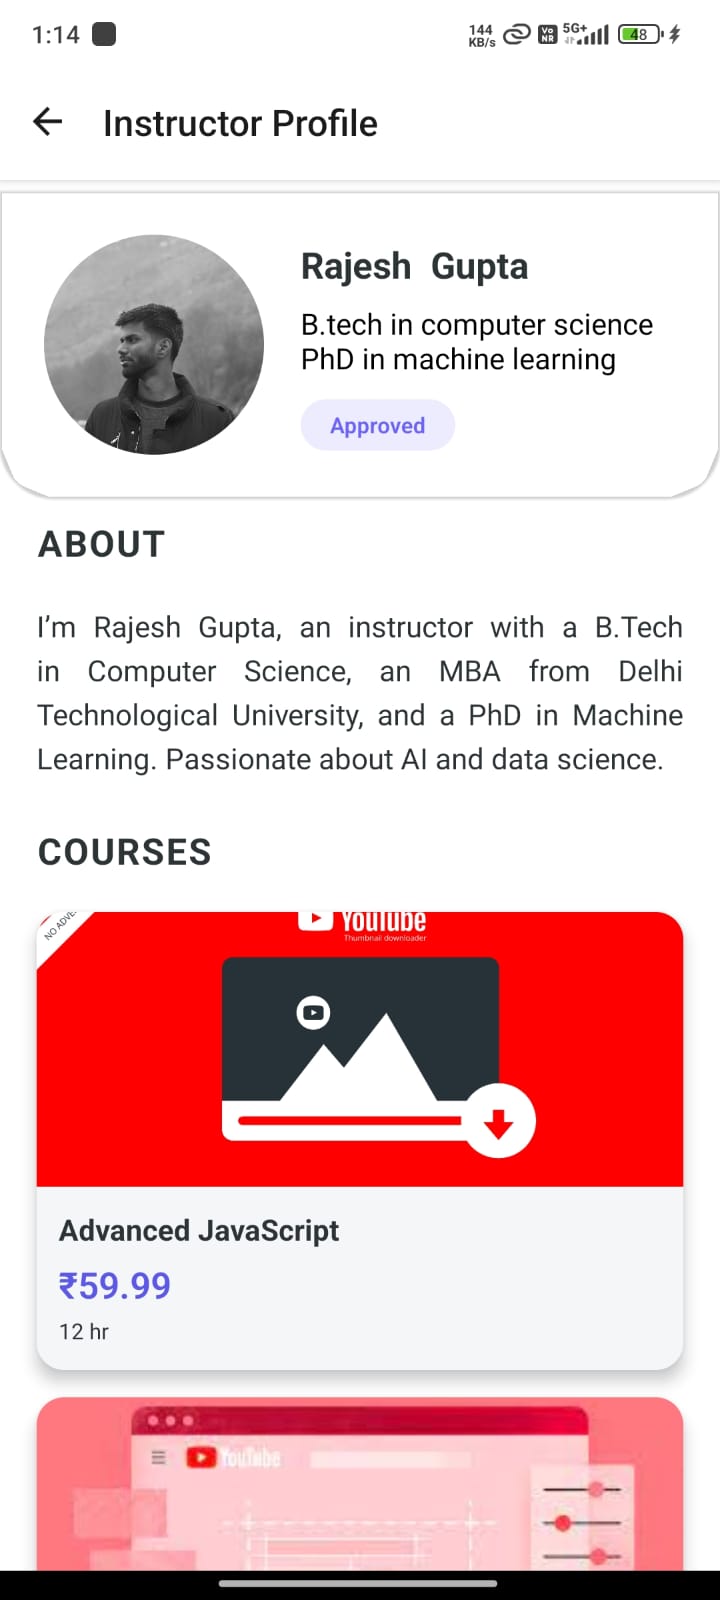 1:14
144
KB/s
Vo
NR
5G+
48
Instructor Profile
Rajesh Gupta
B.tech in computer science
PhD in machine learning
Approved
ABOUT
I’m Rajesh Gupta, an instructor with a B.Tech
in Computer Science, an MBA from Delhi
Technological University, and a PhD in Machine
Learning. Passionate about AI and data science.
COURSES
NO ADVE
YouTube
Thumbnail downloader
Advanced JavaScript
₹59.99
12 hr
YouTube